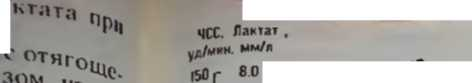 ктата при
с отягоще-
зом
ЧСС, Лактат,
уд/мин. мм/л
150 г 8.0